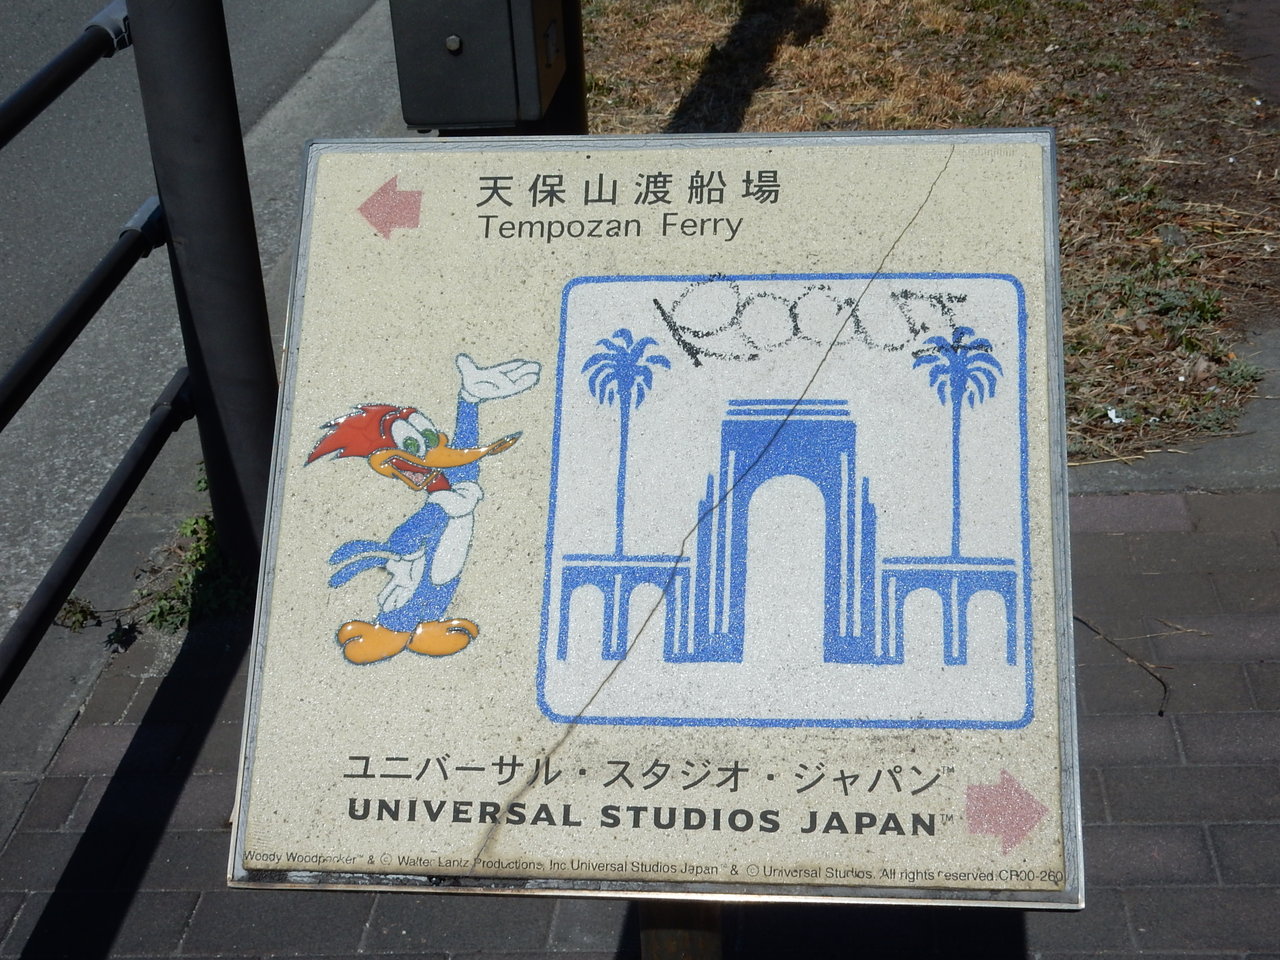 天保山渡船場
Tempozan Ferry
ユニバーサル・スタジオ・ジャパン™
UNIVERSAL STUDIOS JAPAN™
Woody Woodpecker™ & © Walter Lantz Productions, Inc Universal Studios Japan™ & © Universal Studios. All rights reserved.CR00-260